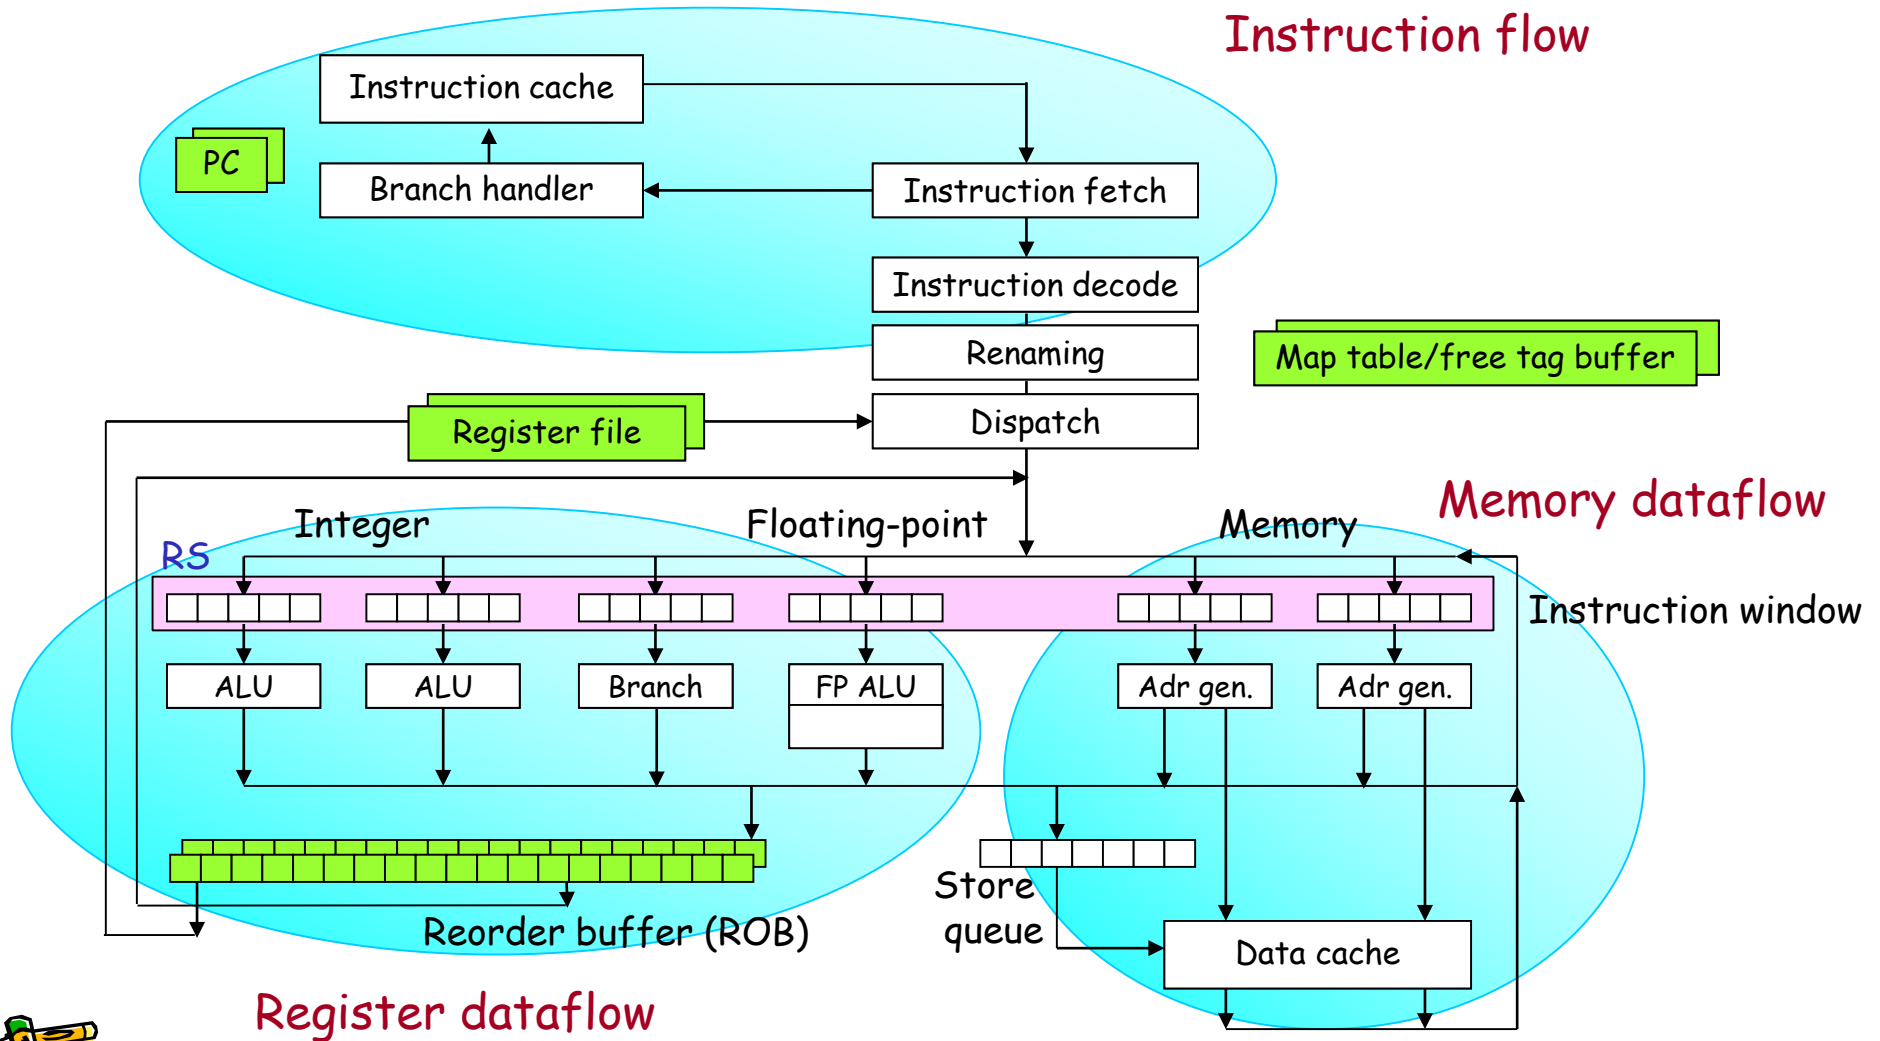 Instruction flow
Instruction cache
PC
Branch handler
Instruction fetch
Instruction decode
Renaming
Map table/free tag buffer
Register file
Dispatch
Memory dataflow
Integer
Floating-point
Memory
RS
Instruction window
ALU
ALU
Branch
FP ALU
Adr gen.
Adr gen.
Store
queue
Reorder buffer (ROB)
Data cache
Register dataflow